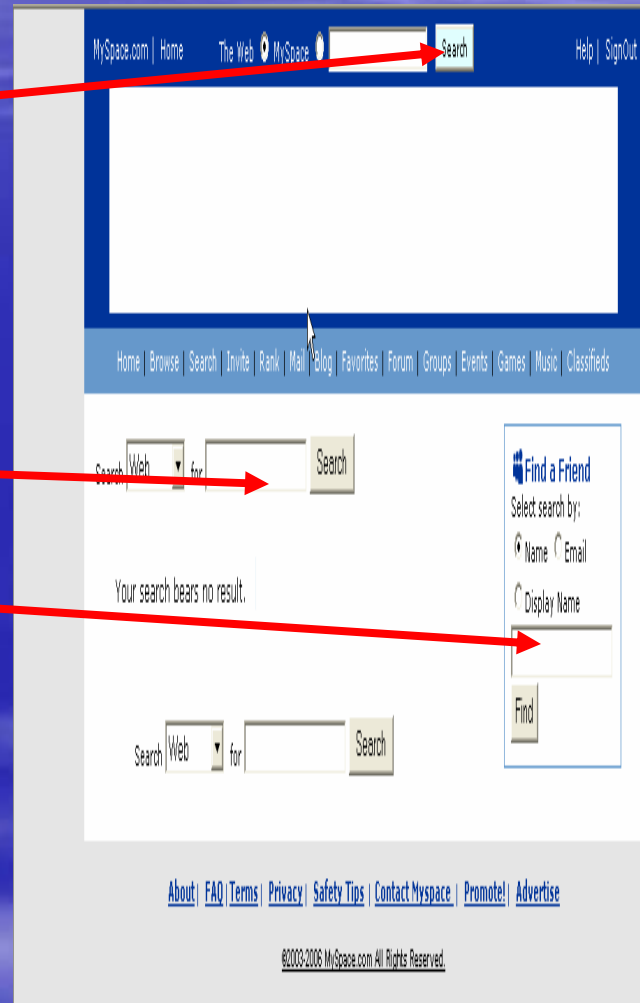 MySpace.com | Home The Web MySpace Search Help | SignOut
Home | Browse | Search | Invite | Rank | Mail | Blog | Favorites | Forum | Groups | Events | Games | Music | Classifieds
Search Web for Search
Your search bears no result.
Find a Friend
Select search by:
Name Email
Display Name
Find
Search Web for Search
About | FAQ | Terms | Privacy | Safety Tips | Contact Myspace | Promote! | Advertise
©2003-2006 MySpace.com All Rights Reserved.